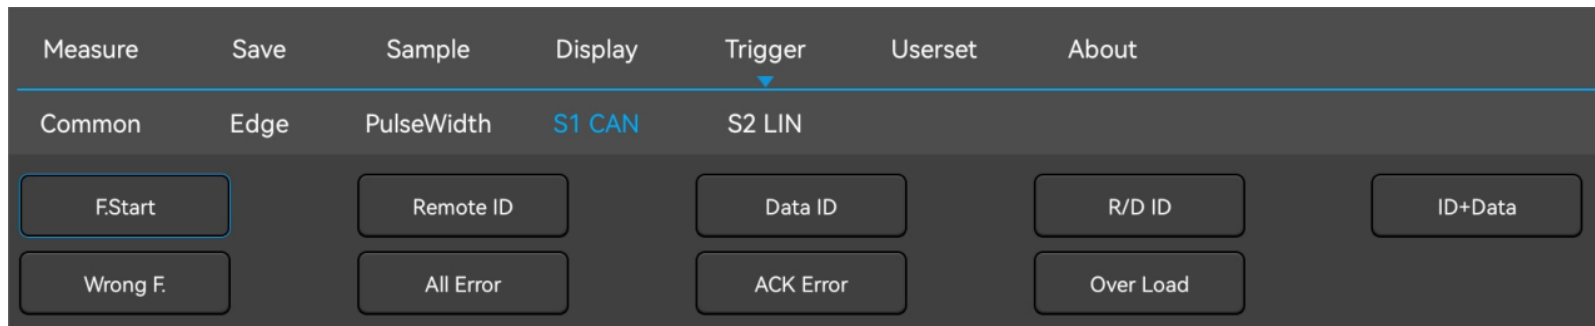 Measure Save Sample Display Trigger Userset About
Common Edge PulseWidth S1 CAN S2 LIN
F.Start Remote ID Data ID R/D ID ID+Data
Wrong F. All Error ACK Error Over Load